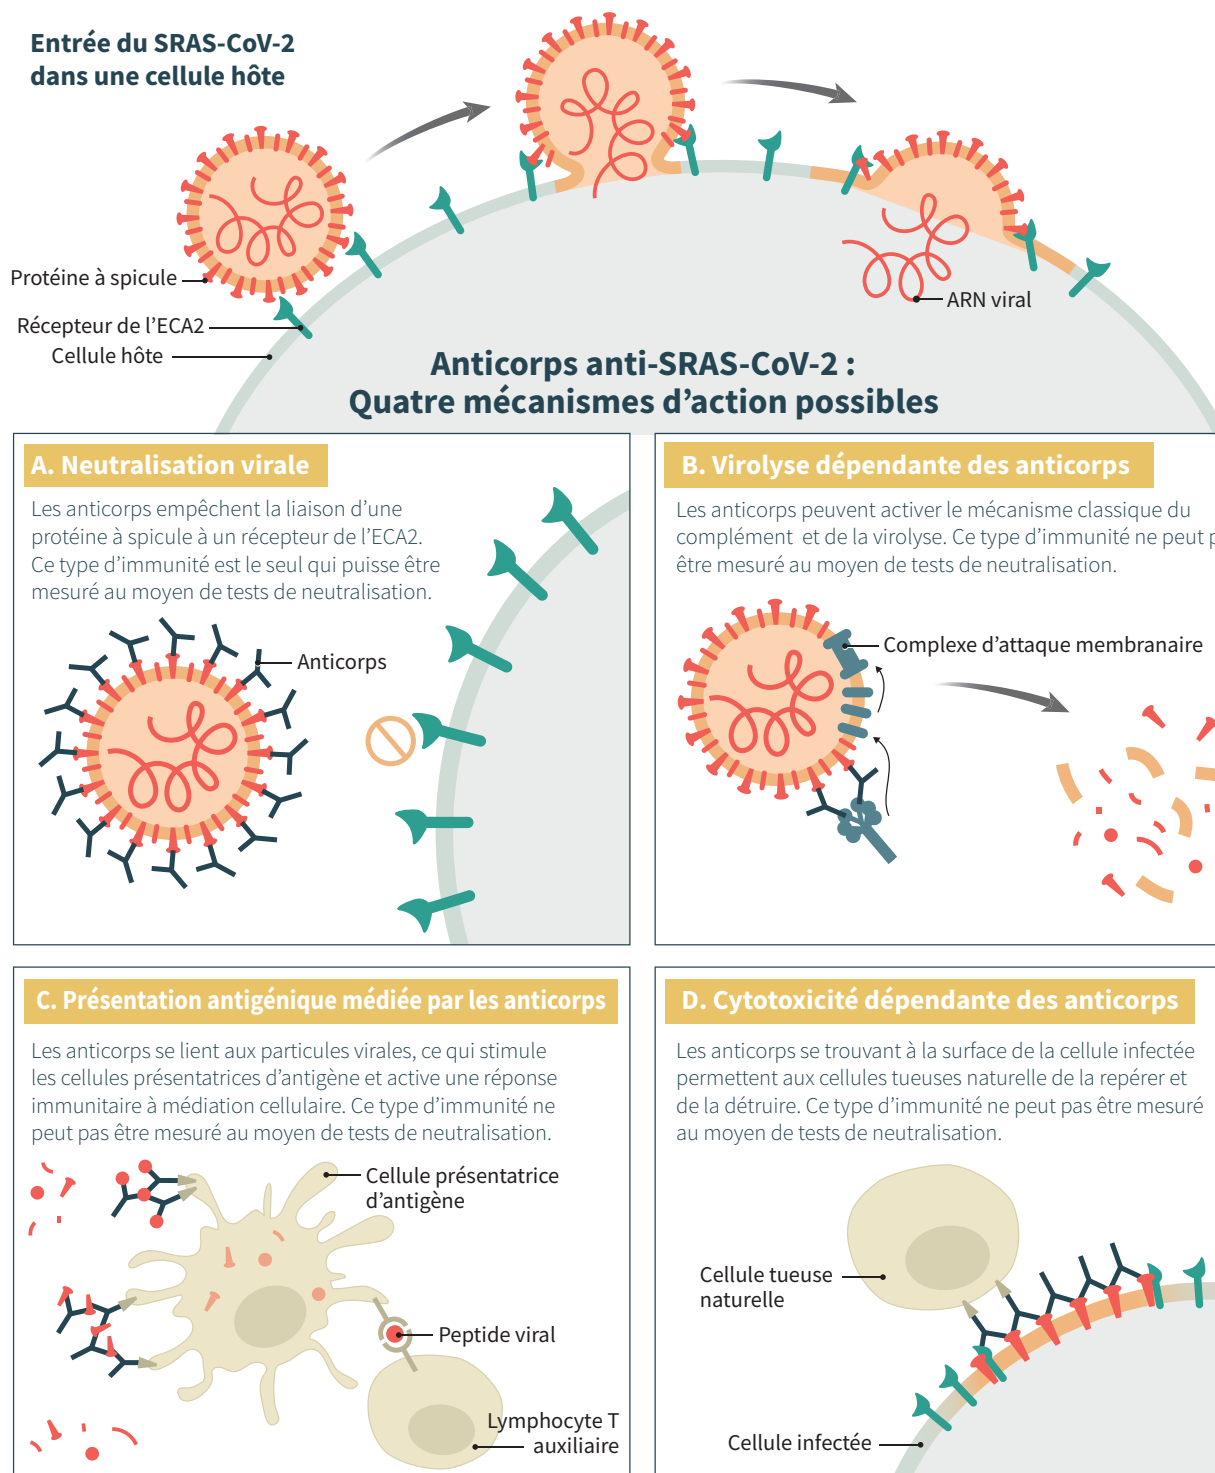 Entrée du SRAS-CoV-2
dans une cellule hôte
Protéine à spicule
Récepteur de l'ECA2
Cellule hôte
ARN viral
Anticorps anti-SRAS-CoV-2 :
Quatre mécanismes d'action possibles
A. Neutralisation virale
Les anticorps empêchent la liaison d'une
protéine à spicule à un récepteur de l'ECA2.
Ce type d'immunité est le seul qui puisse être
mesuré au moyen de tests de neutralisation.
Anticorps
B. Virolyse dépendante des anticorps
Les anticorps peuvent activer le mécanisme classique du
complément et de la virolyse. Ce type d'immunité ne peut
être mesuré au moyen de tests de neutralisation.
Complexe d'attaque membranaire
C. Présentation antigénique médiée par les anticorps
Les anticorps se lient aux particules virales, ce qui stimule
les cellules présentatrices d'antigène et active une réponse
immunitaire à médiation cellulaire. Ce type d'immunité ne
peut pas être mesuré au moyen de tests de neutralisation.
Cellule présentatrice
d'antigène
Peptide viral
Lymphocyte T
auxiliaire
D. Cytotoxicité dépendante des anticorps
Les anticorps se trouvant à la surface de la cellule infectée
permettent aux cellules tueuses naturelle de la repérer et
de la détruire. Ce type d'immunité ne peut pas être mesuré
au moyen de tests de neutralisation.
Cellule tueuse
naturelle
Cellule infectée